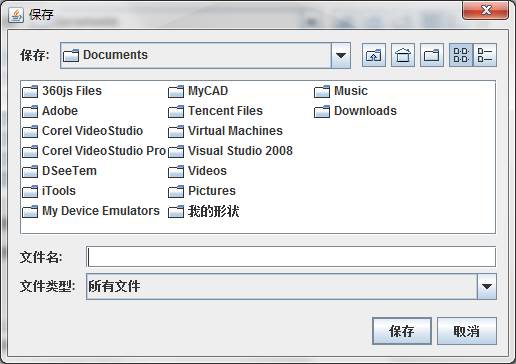 保存
保存: Documents
360js Files MyCAD Music
Adobe Tencent Files Downloads
Corel VideoStudio Virtual Machines
Corel VideoStudio Pro Visual Studio 2008
DSeeTem Videos
iTools Pictures
My Device Emulators 我的形状
文件名:
文件类型: 所有文件
保存 取消